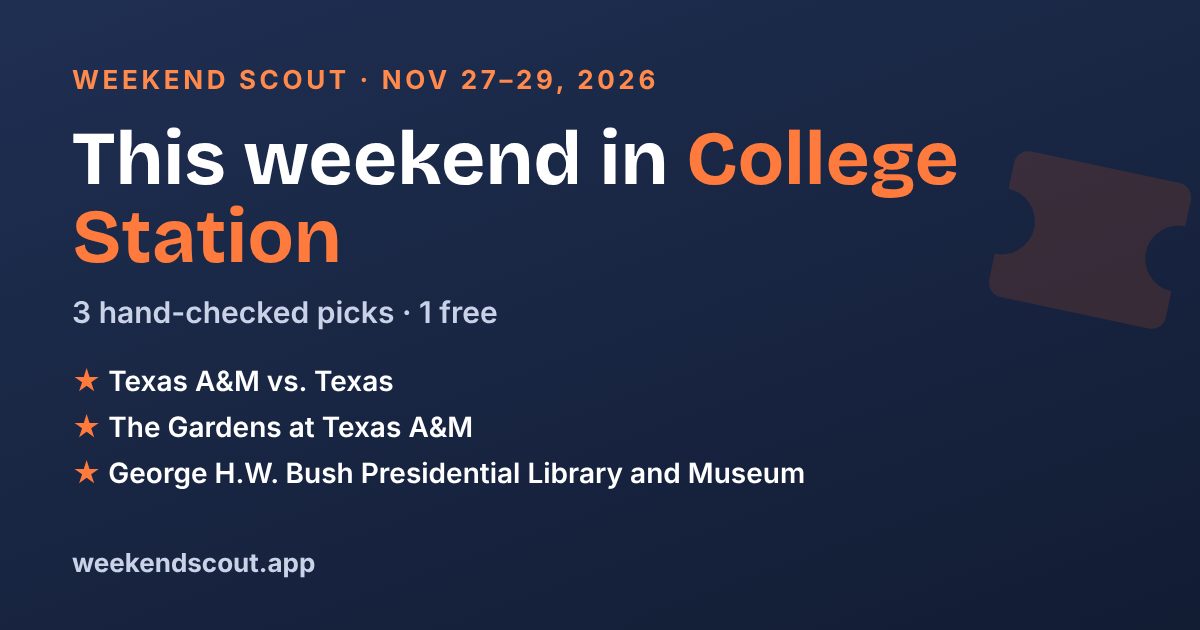 WEEKEND SCOUT · NOV 27–29, 2026
This weekend in College
Station
3 hand-checked picks · 1 free
★ Texas A&M vs. Texas
★ The Gardens at Texas A&M
★ George H.W. Bush Presidential Library and Museum
weekendscout.app